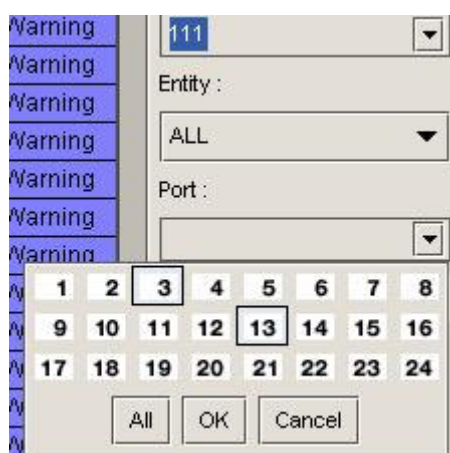 Warning
111
Warning
Entity :
Warning
Warning
ALL
Warning
Port :
Warning
Warning
1 2 3 4 5 6 7 8
9 10 11 12 13 14 15 16
17 18 19 20 21 22 23 24
All OK Cancel